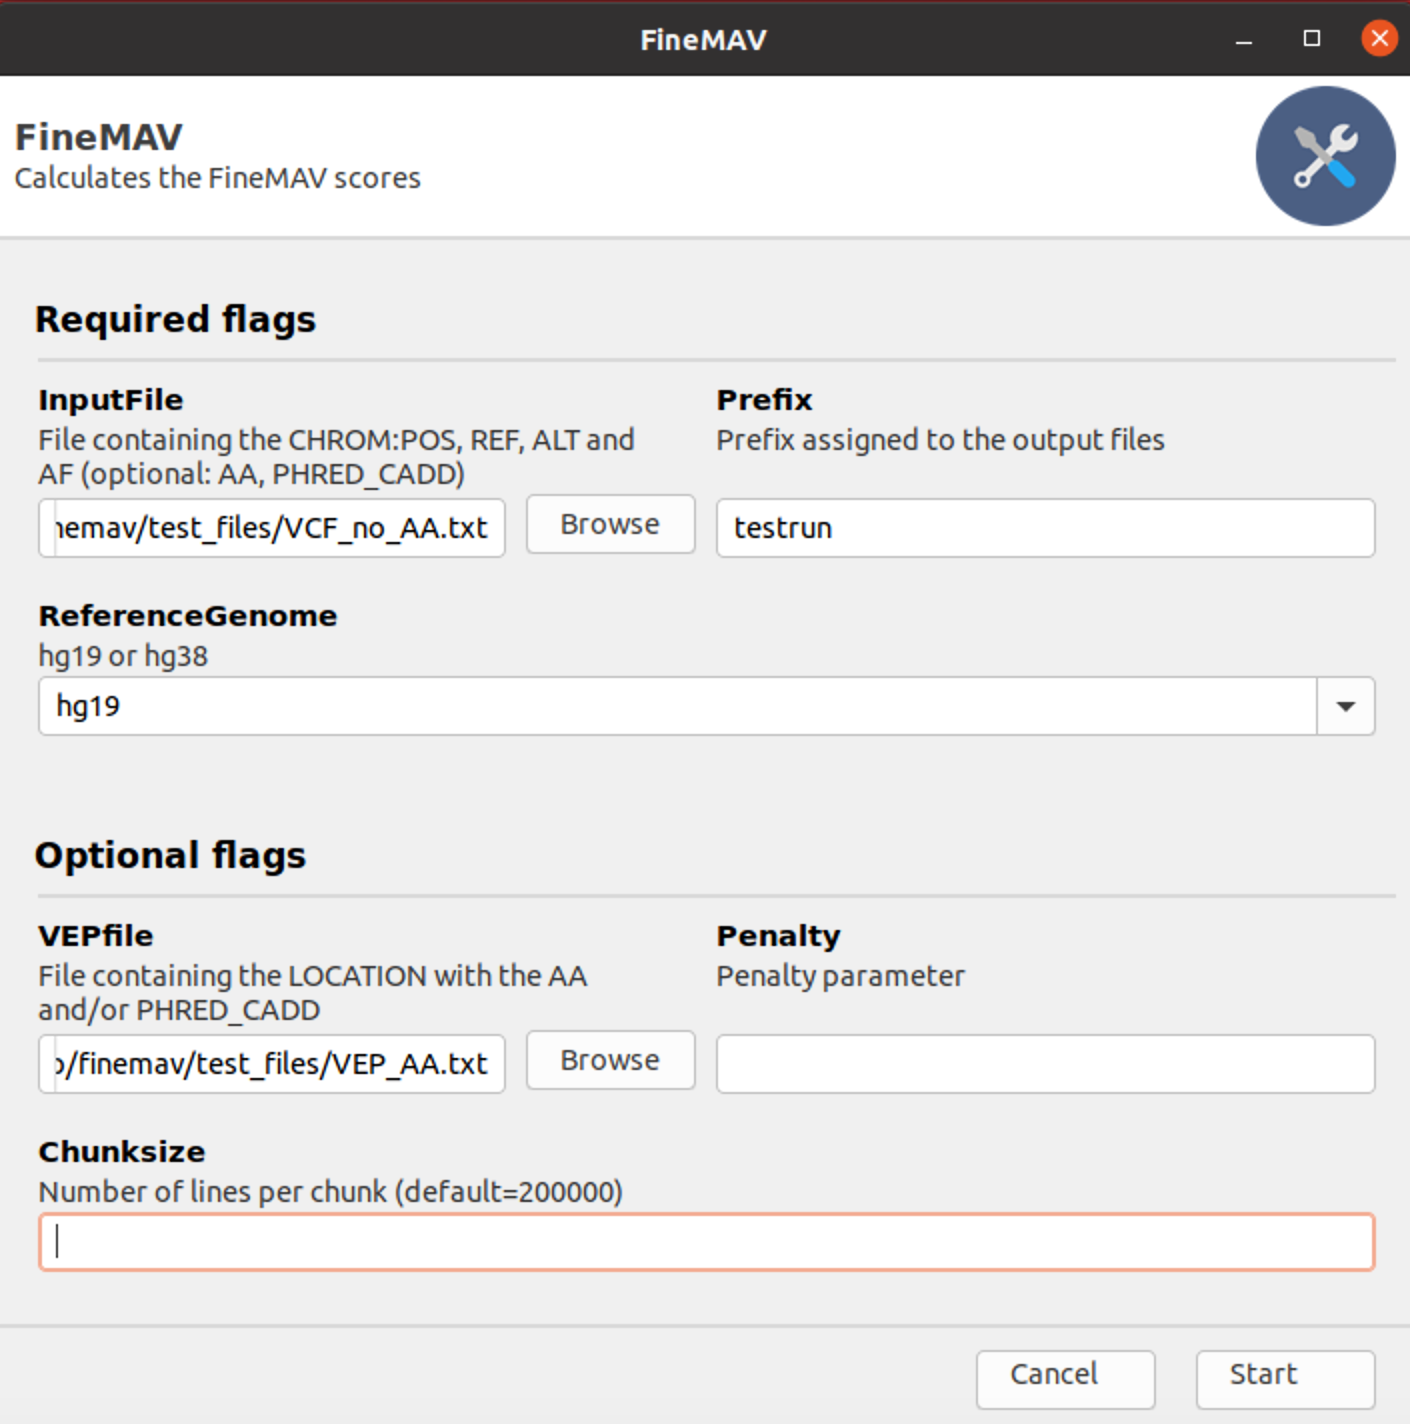 FineMAV
FineMAV
Calculates the FineMAV scores
Required flags
InputFile
File containing the CHROM:POS, REF, ALT and
AF (optional: AA, PHRED_CADD)
nemav/test_files/VCF_no_AA.txt
Browse
Prefix
Prefix assigned to the output files
testrun
ReferenceGenome
hg19 or hg38
hg19
Optional flags
VEPfile
File containing the LOCATION with the AA
and/or PHRED_CADD
/finemav/test_files/VEP_AA.txt
Browse
Penalty
Penalty parameter
Chunksize
Number of lines per chunk (default=200000)
Cancel
Start